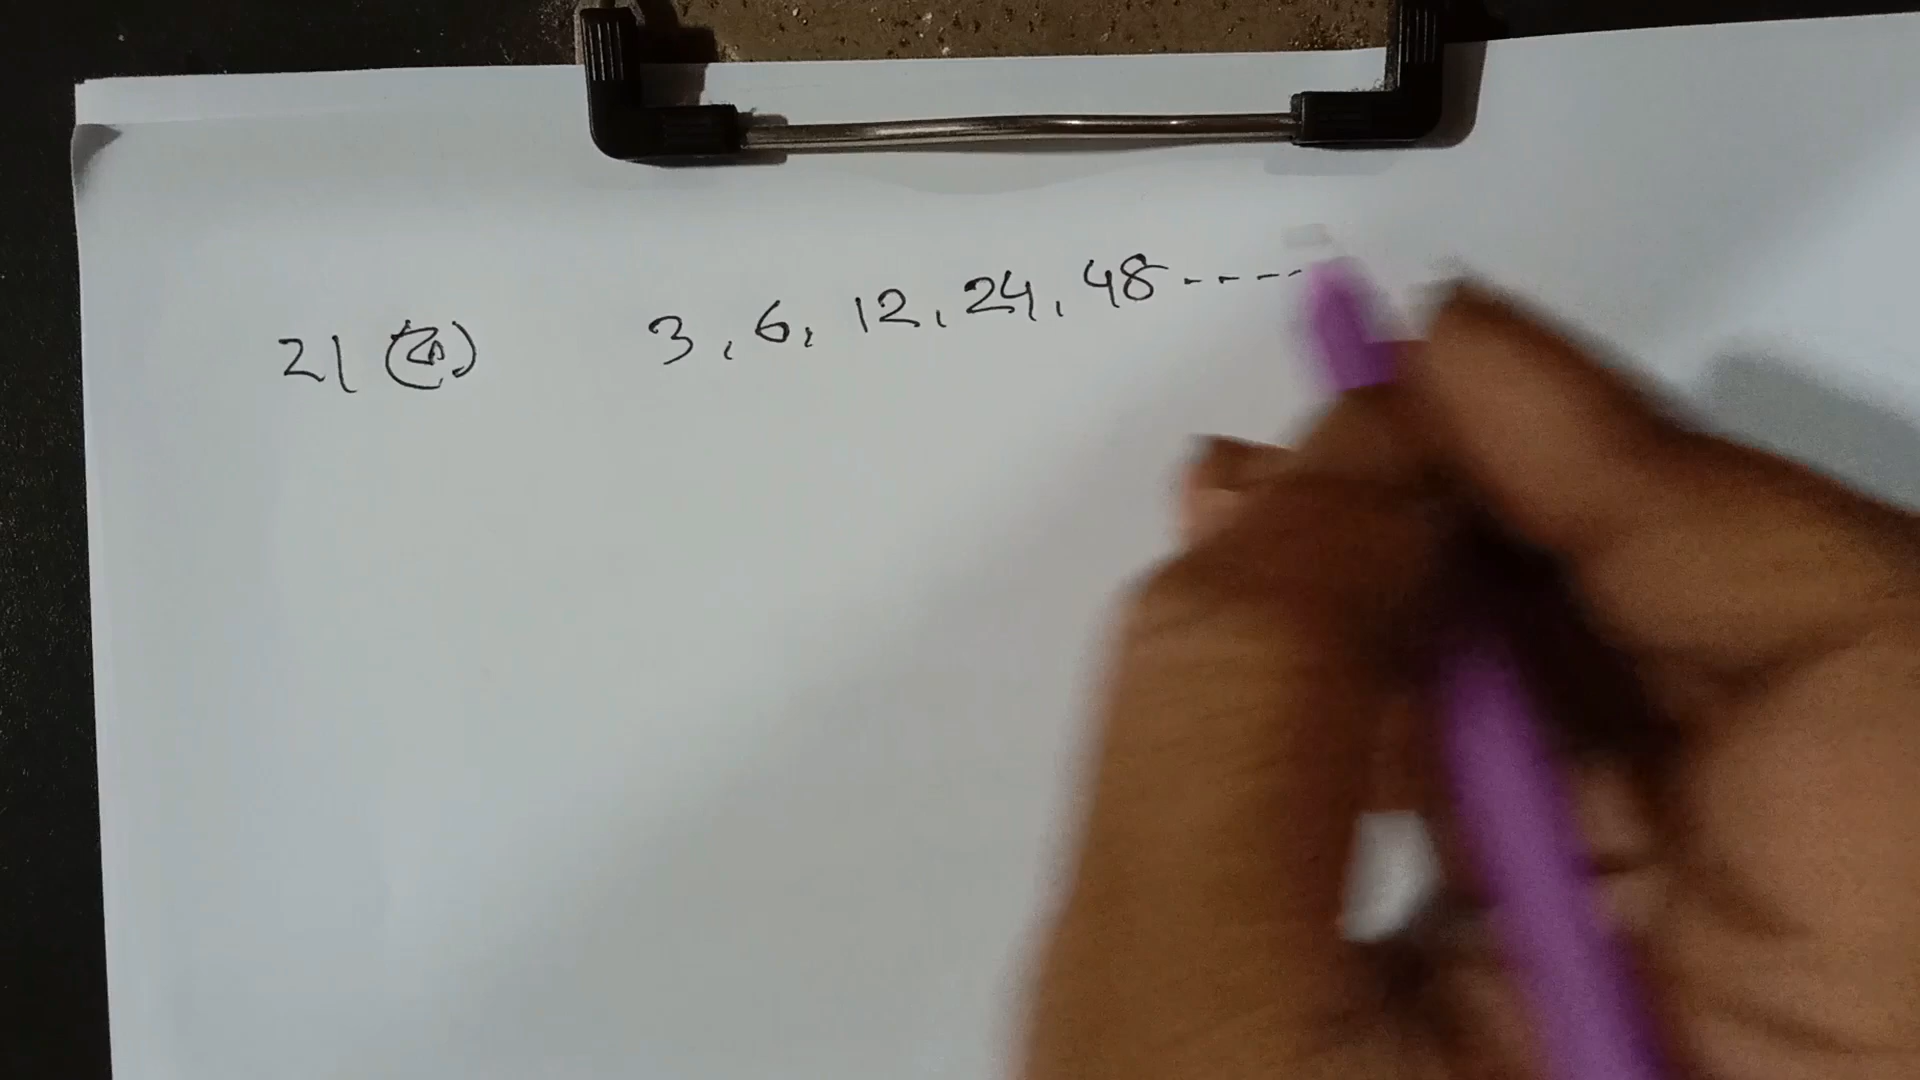 21 (ক) 3, 6, 12, 24, 48 ----